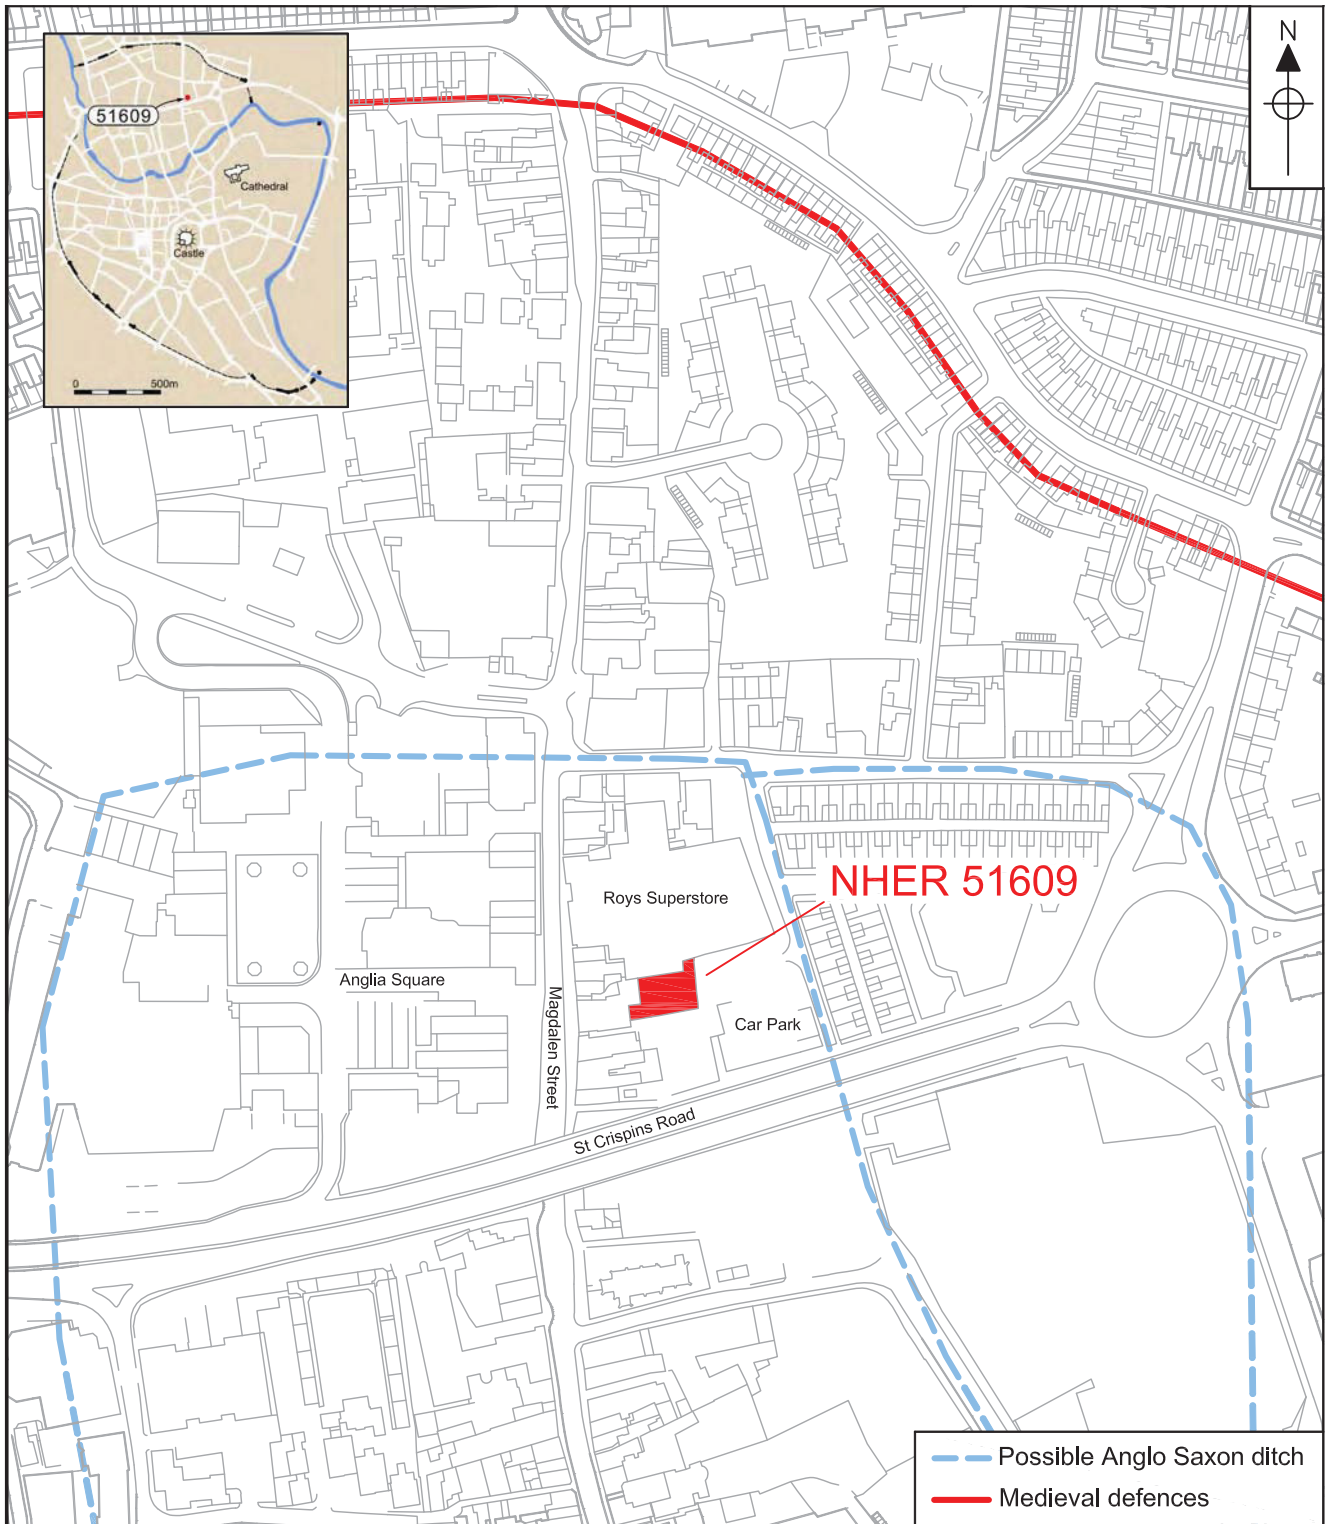 N
51609
Cathedral
Castle
0 500m
NHER 51609
Roys Superstore
Anglia Square
Magdalen Street
Car Park
St Crispins Road
Possible Anglo Saxon ditch
Medieval defences